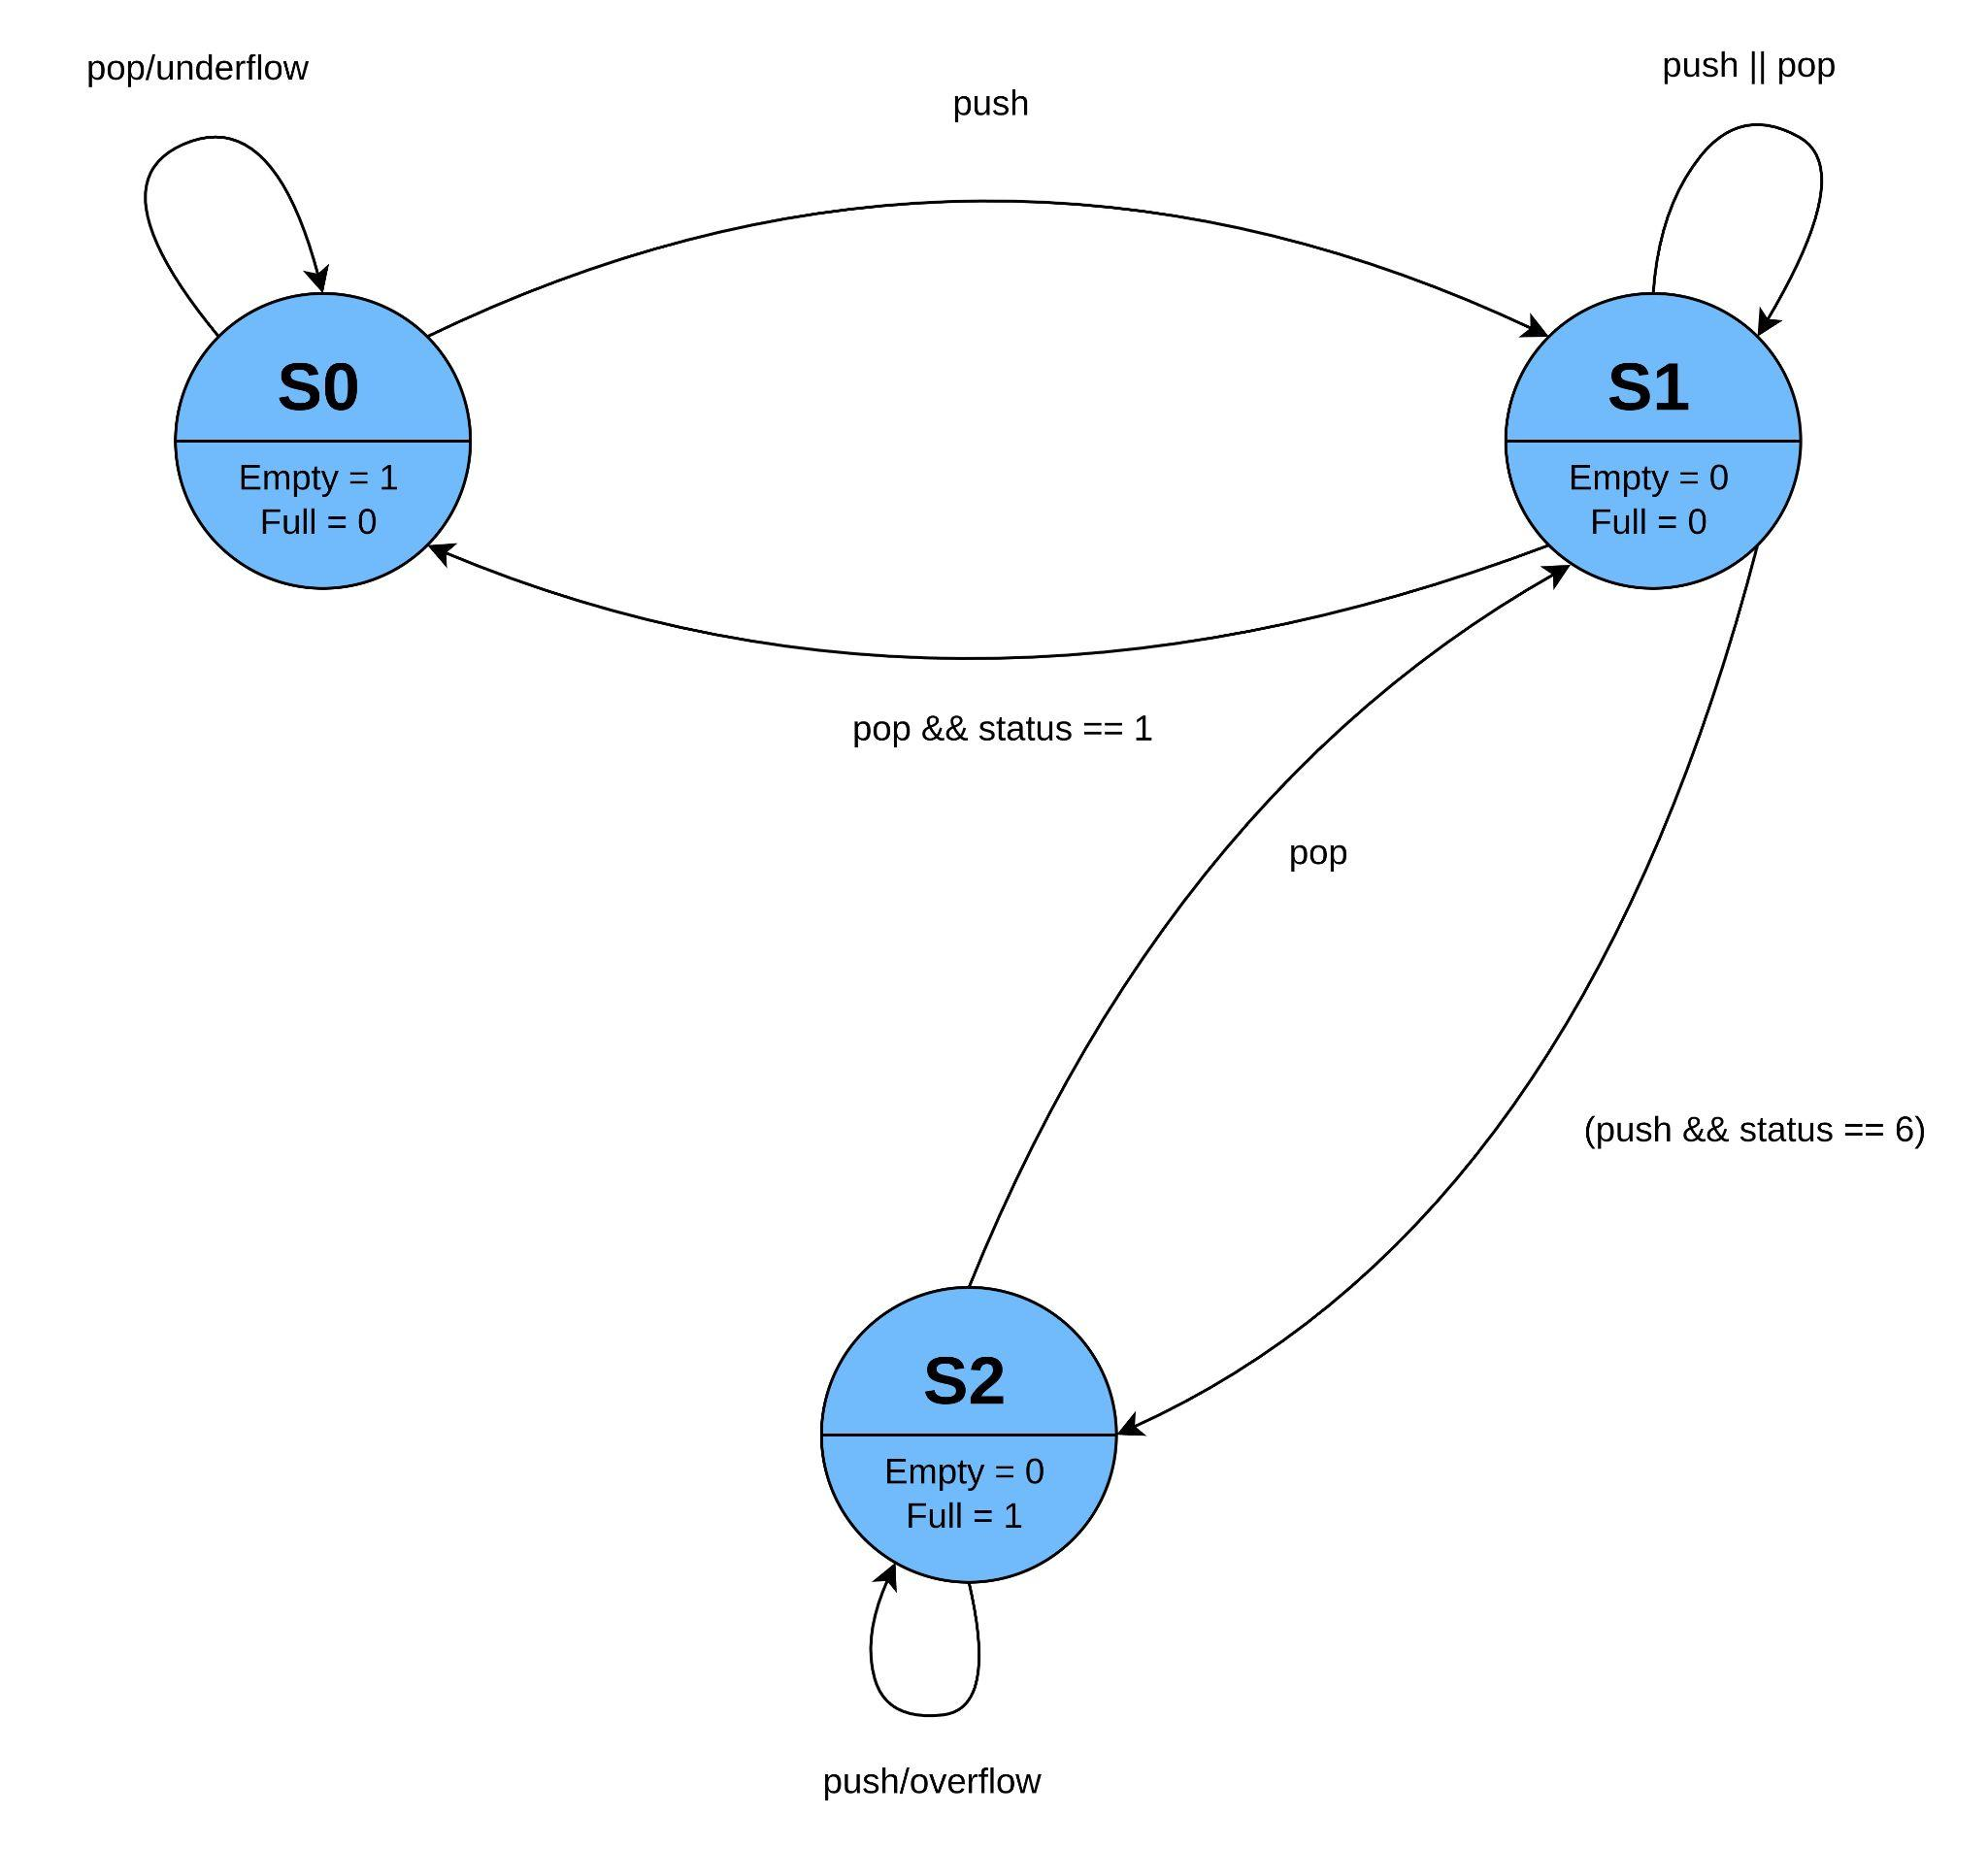 pop/underflow
push
push || pop
S0
Empty = 1
Full = 0
S1
Empty = 0
Full = 0
pop && status == 1
pop
(push && status == 6)
S2
Empty = 0
Full = 1
push/overflow